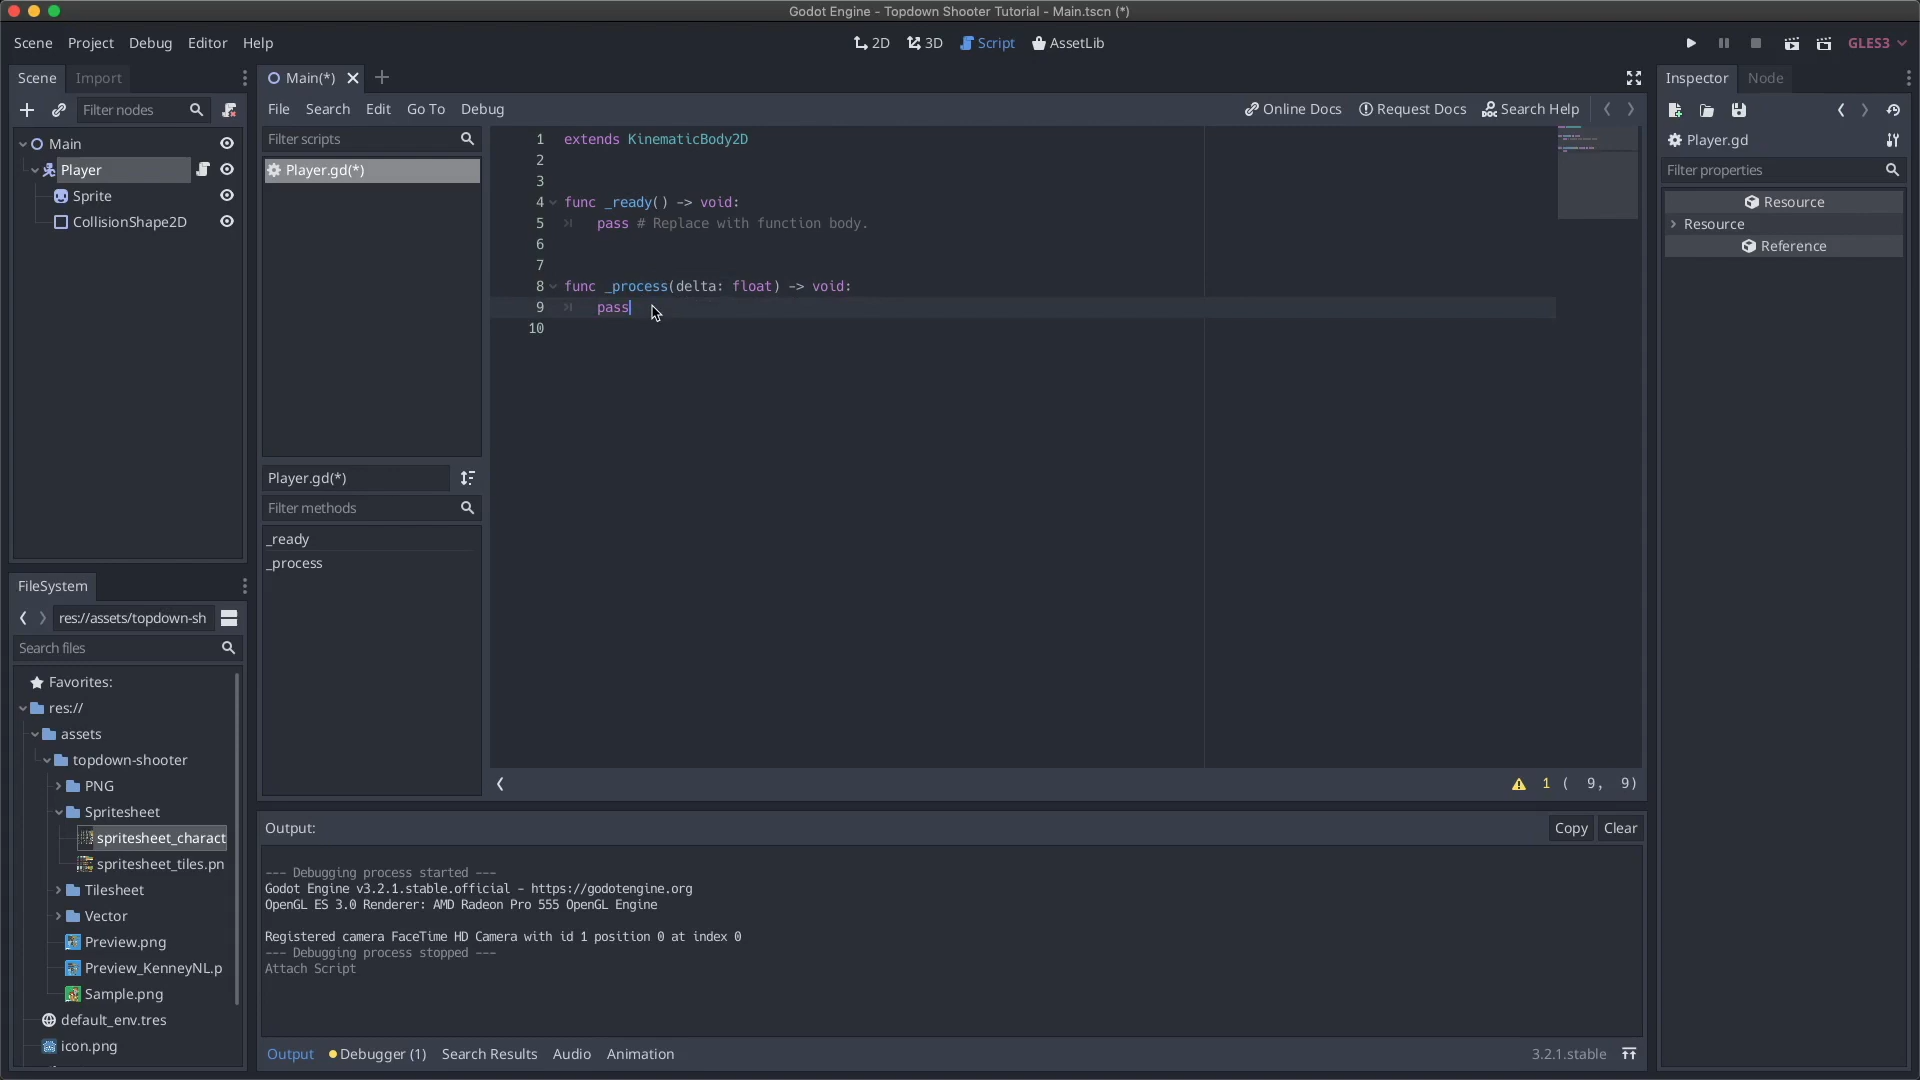 Godot Engine - Topdown Shooter Tutorial - Main.tscn (*)
Scene Project Debug Editor Help
2D 3D Script AssetLib
GLES3
Scene Import
Filter nodes
Main
Player
Sprite
CollisionShape2D
Main(*)
File Search Edit Go To Debug
Online Docs Request Docs Search Help
Filter scripts
Player.gd(*)
Player.gd(*)
Filter methods
_ready
_process
1 extends KinematicBody2D
2
3
4 func _ready() -> void:
5 pass # Replace with function body.
6
7
8 func _process(delta: float) -> void:
9 pass
10
1 ( 9, 9)
Inspector Node
Player.gd
Filter properties
Resource
Resource
Reference
FileSystem
res://assets/topdown-sh
Search files
Favorites:
res://
assets
topdown-shooter
PNG
Spritesheet
spritesheet_charact
spritesheet_tiles.pn
Tilesheet
Vector
Preview.png
Preview_KenneyNL.p
Sample.png
default_env.tres
icon.png
Output:
Copy Clear
--- Debugging process started ---
Godot Engine v3.2.1.stable.official - https://godotengine.org
OpenGL ES 3.0 Renderer: AMD Radeon Pro 555 OpenGL Engine
Registered camera FaceTime HD Camera with id 1 position 0 at index 0
--- Debugging process stopped ---
Attach Script
Output Debugger (1) Search Results Audio Animation
3.2.1.stable